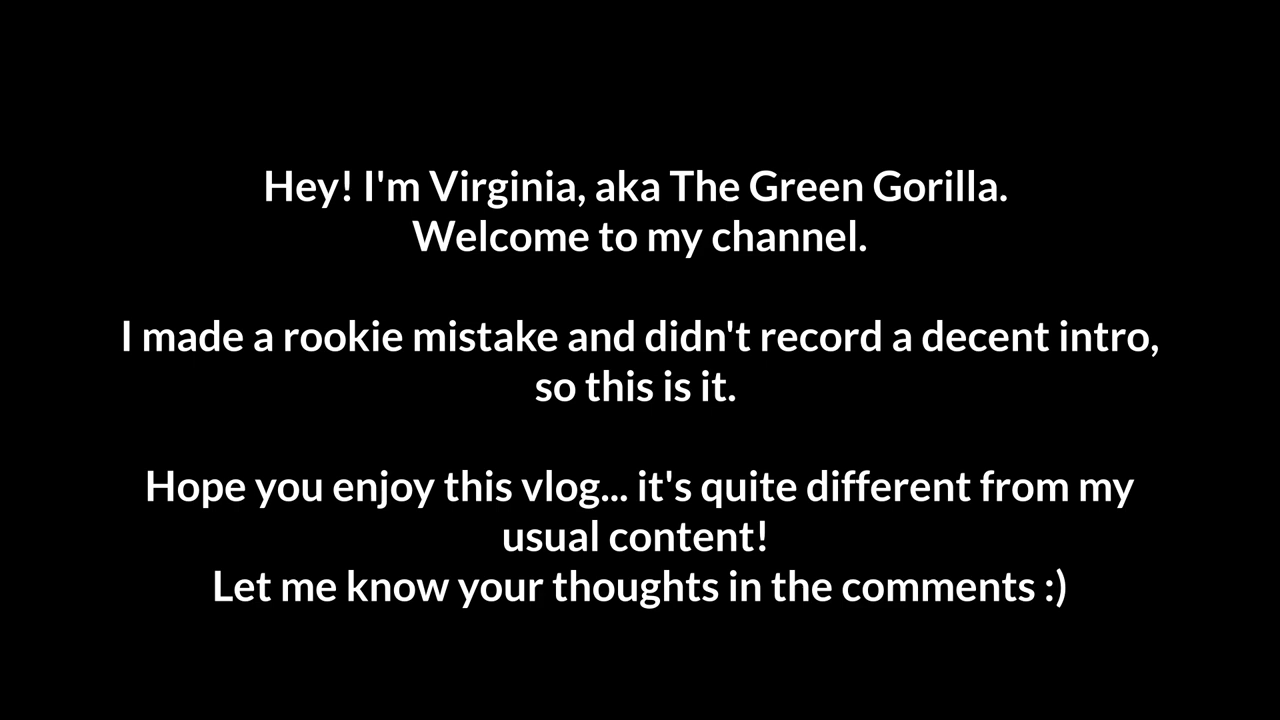 Hey! I'm Virginia, aka The Green Gorilla.
Welcome to my channel.
I made a rookie mistake and didn't record a decent intro,
so this is it.
Hope you enjoy this vlog... it's quite different from my
usual content!
Let me know your thoughts in the comments :)